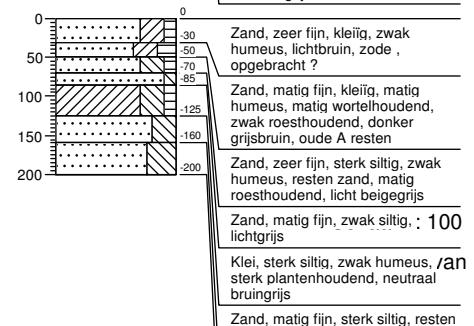 0
0
-30
-50
50
-70
-85
100
-125
150
-160
200
-200
Zand, zeer fijn, kleiïg, zwak
humeus, lichtbruin, zode ,
opgebracht ?
Zand, matig fijn, kleiïg, matig
humeus, matig wortelhoudend,
zwak roesthoudend, donker
grijsbruin, oude A resten
Zand, zeer fijn, sterk siltig, zwak
humeus, resten zand, matig
roesthoudend, licht beigegrijs
Zand, matig fijn, zwak siltig, : 100
lichtgrijs
Klei, sterk siltig, zwak humeus, van
sterk plantenhoudend, neutraal
bruingrijs
Zand, matig fijn, sterk siltig, resten